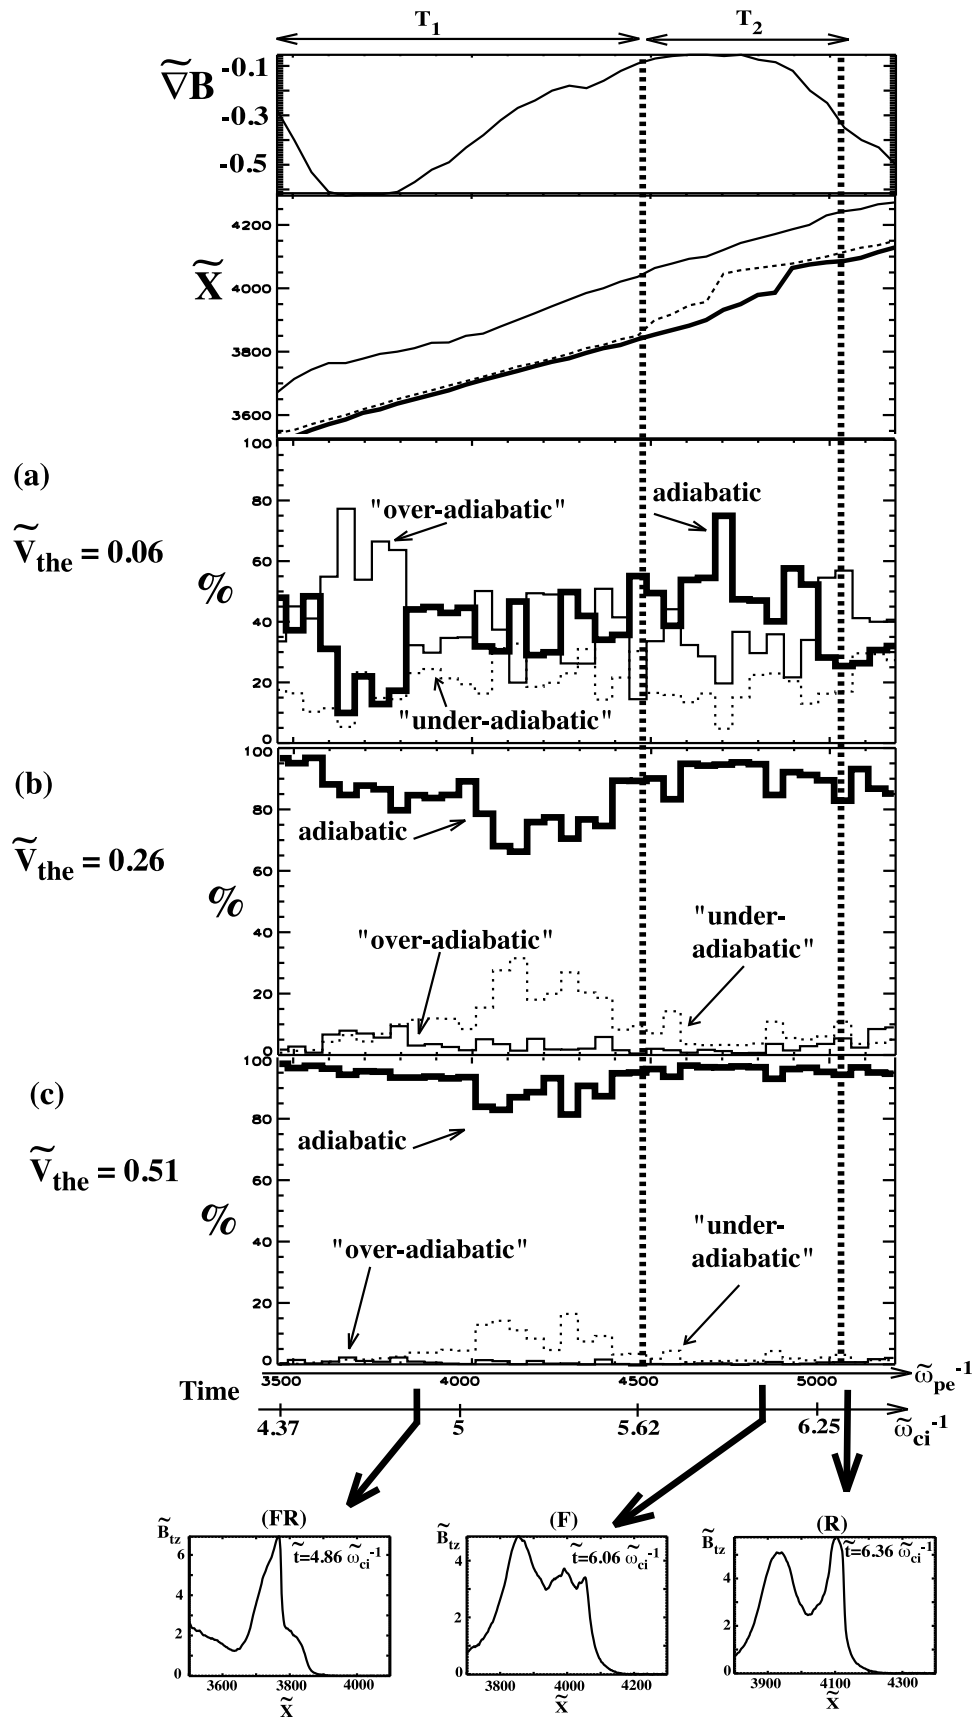 T1 T2
∇̃B
-0.1
-0.3
-0.5
X̃
4200
4000
3800
3600
(a)
Ṽthe = 0.06
%
100
80
60
40
20
0
"over-adiabatic"
adiabatic
"under-adiabatic"
(b)
Ṽthe = 0.26
%
100
80
60
40
20
0
adiabatic
"over-adiabatic"
"under-
adiabatic"
(c)
Ṽthe = 0.51
%
100
80
60
40
20
0
adiabatic
"over-adiabatic"
"under-
adiabatic"
3500 4000 4500 5000 ω̃pe⁻¹
Time
4.37 5 5.62 6.25 ω̃ci⁻¹
(FR)
B̃tz
t̃=4.86 ω̃ci⁻¹
6
4
2
0
3600 3800 4000
X̃
(F)
B̃tz
t̃=6.06 ω̃ci⁻¹
4
2
0
3800 4000 4200
X̃
(R)
B̃tz
t̃=6.36 ω̃ci⁻¹
4
2
0
3900 4100 4300
X̃